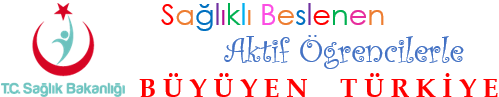 Sağlıklı Beslenen
Aktif Öğrencilerle
T.C. Sağlık Bakanlığı
BÜYÜYEN TÜRKİYE